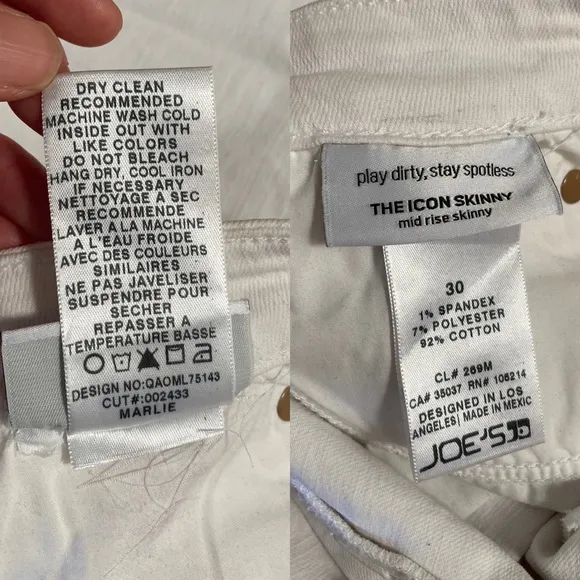 DRY CLEAN
RECOMMENDED
MACHINE WASH COLD
INSIDE OUT WITH
LIKE COLORS
DO NOT BLEACH
HANG DRY, COOL IRON
IF NECESSARY
NETTOYAGE A SEC
RECOMMENDE
LAVER A LA MACHINE
A L'EAU FROIDE
AVEC DES COULEURS
SIMILAIRES
NE PAS JAVELISER
SUSPENDRE POUR
SECHER
REPASSER A
TEMPERATURE BASSE
DESIGN NO:QAOML75143
CUT#:002433
MARLIE
play dirty, stay spotless
THE ICON SKINNY
mid rise skinny
30
1% SPANDEX
7% POLYESTER
92% COTTON
CL# 269M
CA# 35037 RN# 106214
DESIGNED IN LOS
ANGELES| MADE IN MEXIC
JOE'S